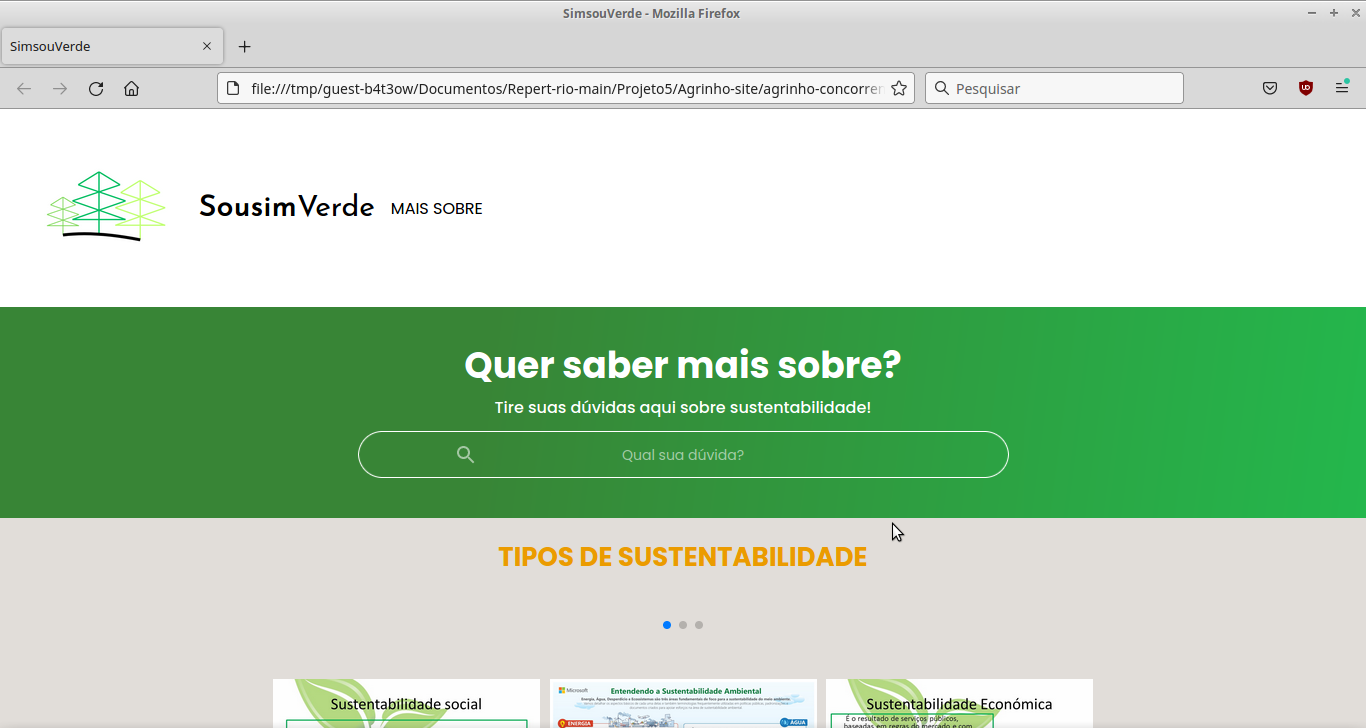 SimsouVerde - Mozilla Firefox
SimsouVerde
file:///tmp/guest-b4t3ow/Documentos/Repert-rio-main/Projeto5/Agrinho-site/agrinho-concorre
Pesquisar
SousimVerde MAIS SOBRE
Quer saber mais sobre?
Tire suas dúvidas aqui sobre sustentabilidade!
Qual sua dúvida?
TIPOS DE SUSTENTABILIDADE
Sustentabilidade social
Microsoft
Entendendo a Sustentabilidade Ambiental
ENERGIA
ÁGUA
Sustentabilidade Económica
É o resultado de serviços públicos,
baseadas em regras do mercado e com